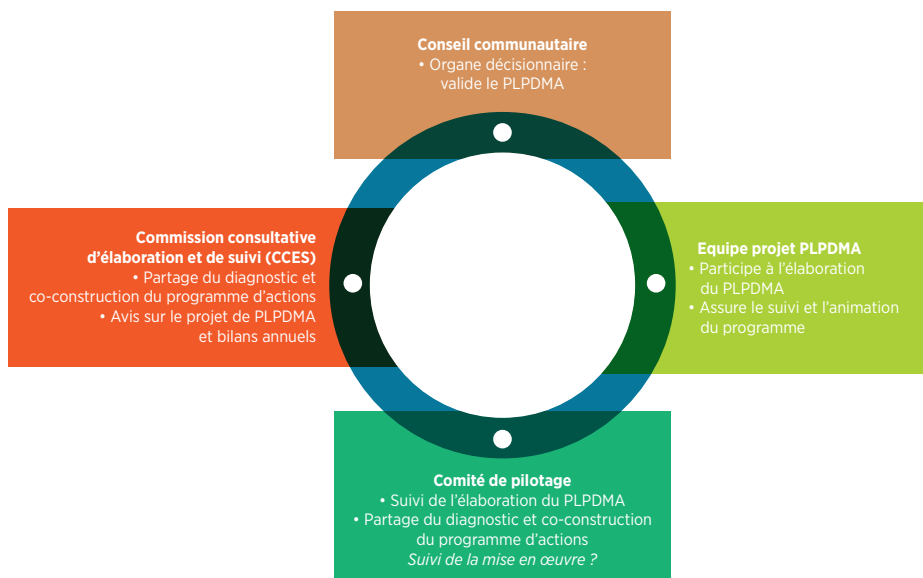 Conseil communautaire
• Organe décisionnaire :
valide le PLPDMA
Commission consultative
d'élaboration et de suivi (CCES)
• Partage du diagnostic et
co-construction du programme d'actions
• Avis sur le projet de PLPDMA
et bilans annuels
Equipe projet PLPDMA
• Participe à l'élaboration
du PLPDMA
• Assure le suivi et l'animation
du programme
Comité de pilotage
• Suivi de l'élaboration du PLPDMA
• Partage du diagnostic et co-construction
du programme d'actions
Suivi de la mise en œuvre ?